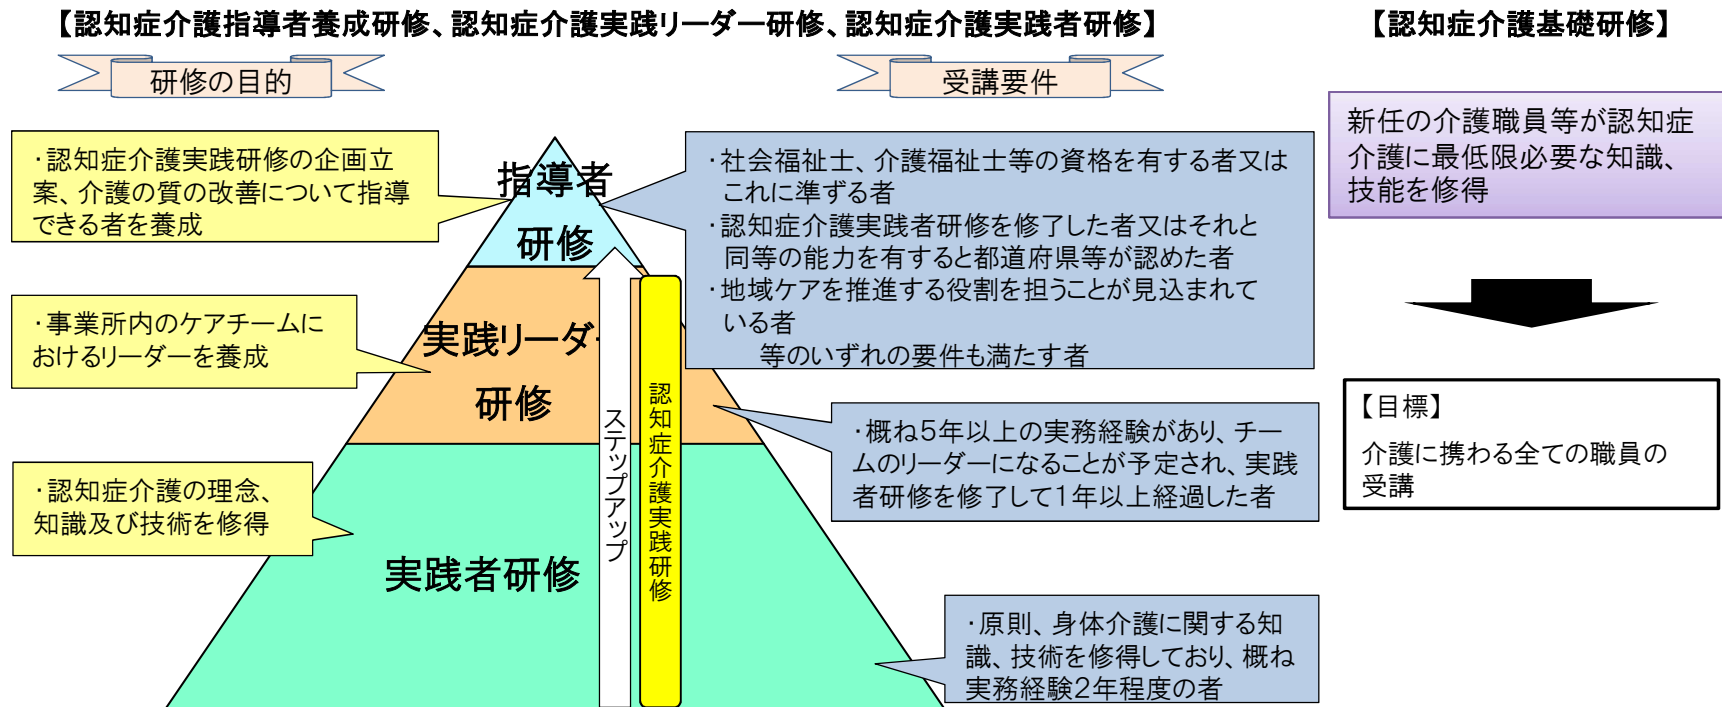 【認知症介護指導者養成研修、認知症介護実践リーダー研修、認知症介護実践者研修】
【認知症介護基礎研修】
研修の目的
受講要件
・認知症介護実践研修の企画立
案、介護の質の改善について指導
できる者を養成
指導者
研修
・社会福祉士、介護福祉士等の資格を有する者又は
これに準ずる者
・認知症介護実践者研修を修了した者又はそれと
同等の能力を有すると都道府県等が認めた者
・地域ケアを推進する役割を担うことが見込まれて
いる者
等のいずれの要件も満たす者
・事業所内のケアチームに
おけるリーダーを養成
実践リーダー
研修
・概ね5年以上の実務経験があり、チー
ムのリーダーになることが予定され、実践
者研修を修了して1年以上経過した者
・認知症介護の理念、
知識及び技術を修得
実践者研修
ステップアップ
認知症介護実践研修
・原則、身体介護に関する知
識、技術を修得しており、概ね
実務経験2年程度の者
新任の介護職員等が認知症
介護に最低限必要な知識、
技能を修得
【目標】
介護に携わる全ての職員の
受講